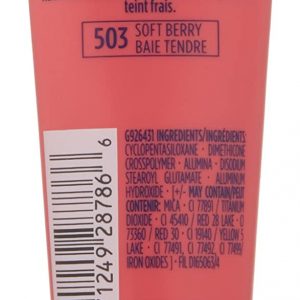 teint frais.
503 SOFT BERRY
BAIE TENDRE
G926431 INGREDIENTS/INGRÉDIENTS:
CYCLOPENTASILOXANE • DIMETHICONE
CROSSPOLYMER • ALUMINA • DISODIUM
STEAROYL GLUTAMATE • ALUMINUM
HYDROXIDE • [+/- MAY CONTAIN/PEUT
CONTENIR: MICA • CI 77891 / TITANIUM
DIOXIDE • CI 45410 / RED 28 LAKE • CI
73360 / RED 30 • CI 19140 / YELLOW 5
LAKE • CI 77491, CI 77492, CI 77499
/ IRON OXIDES ] • FIL D165063/4
71249 28786 6